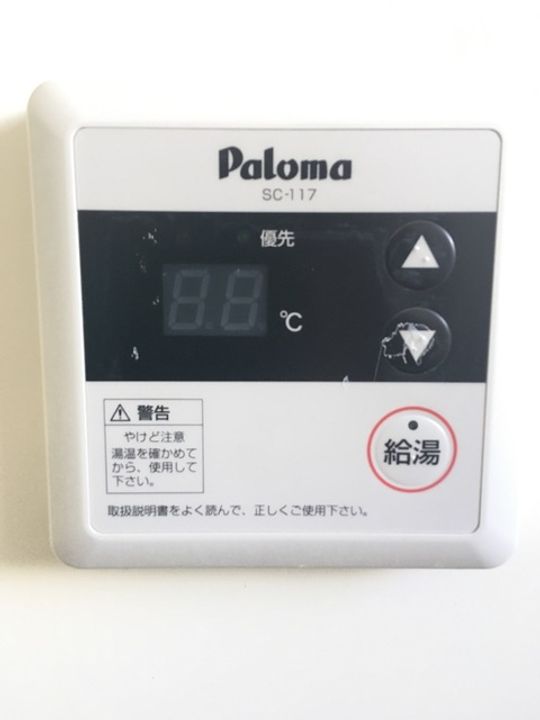 Paloma
SC-117
優先
88
℃
▲
▼
⚠ 警告
やけど注意
湯温を確かめて
から、使用して
下さい。
給湯
取扱説明書をよく読んで、正しくご使用下さい。